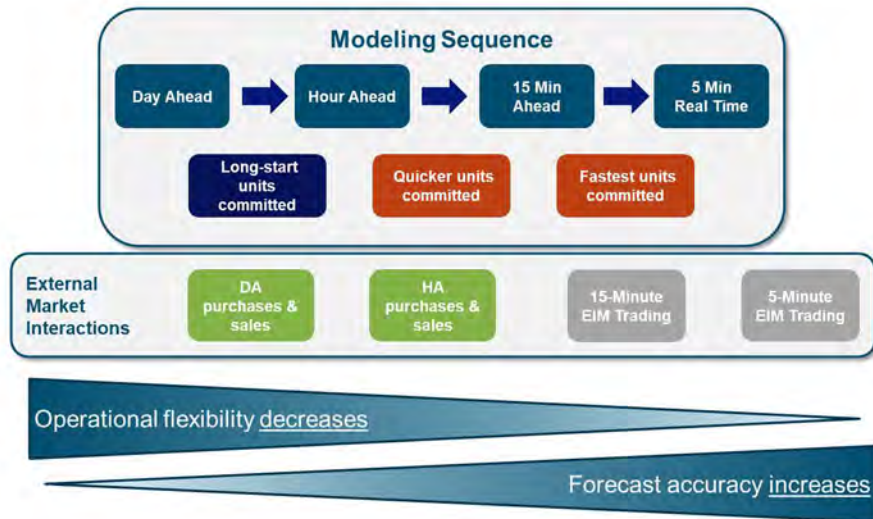 Modeling Sequence
Day Ahead
Hour Ahead
15 Min
Ahead
5 Min
Real Time
Long-start
units
committed
Quicker units
committed
Fastest units
committed
External
Market
Interactions
DA
purchases &
sales
HA
purchases &
sales
15-Minute
EIM Trading
5-Minute
EIM Trading
Operational flexibility decreases
Forecast accuracy increases